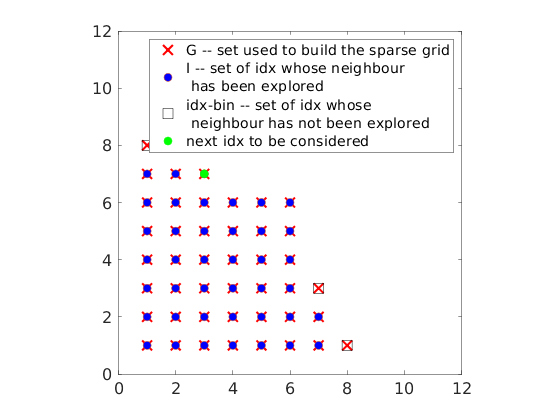 12
10
8
6
4
2
0
G -- set used to build the sparse grid
I -- set of idx whose neighbour
has been explored
idx-bin -- set of idx whose
neighbour has not been explored
next idx to be considered
0 2 4 6 8 10 12